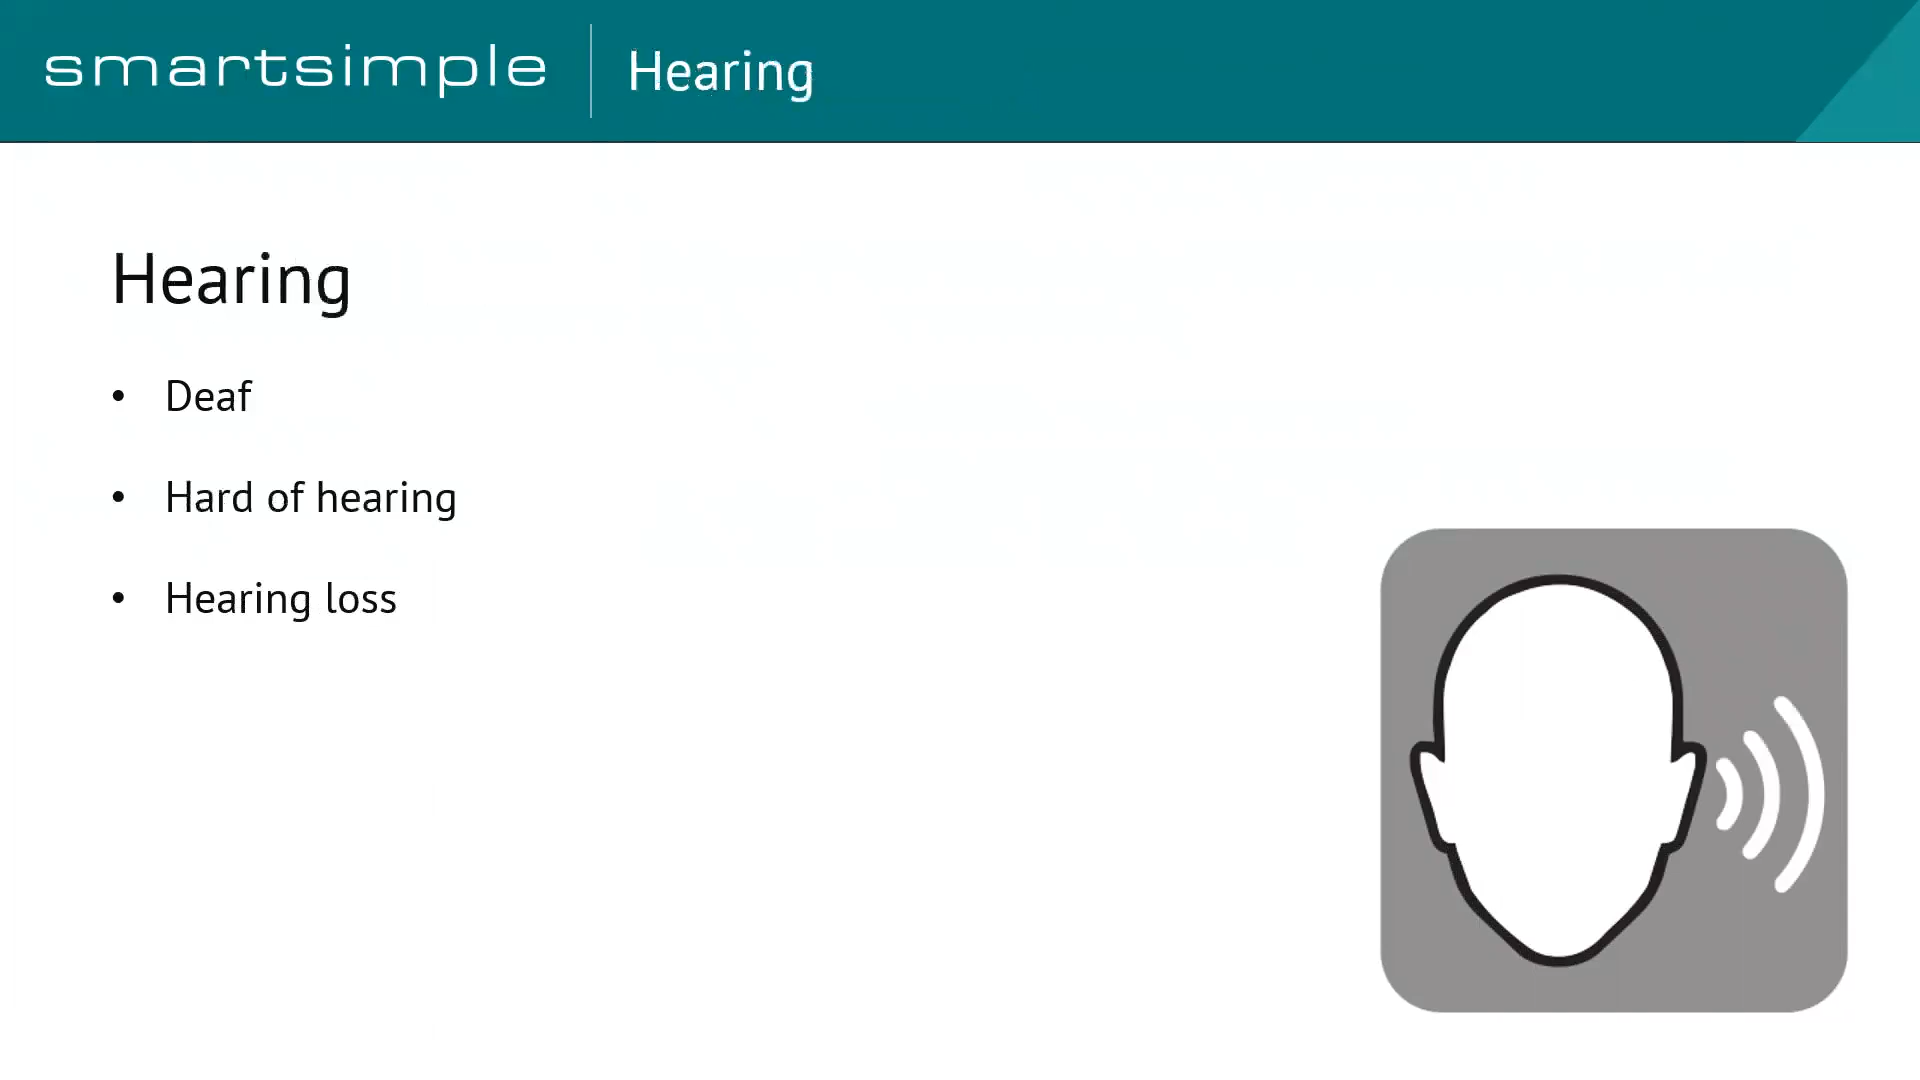 smartsimple
Hearing
Hearing
• Deaf
• Hard of hearing
• Hearing loss